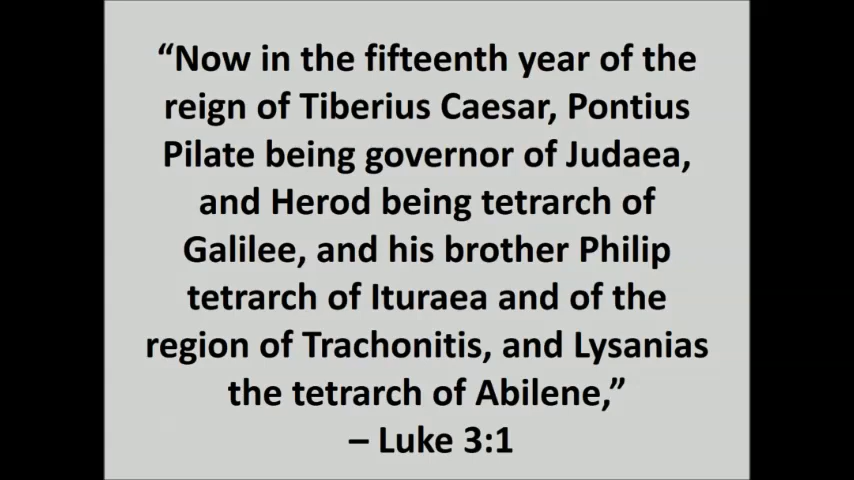 “Now in the fifteenth year of the
reign of Tiberius Caesar, Pontius
Pilate being governor of Judaea,
and Herod being tetrarch of
Galilee, and his brother Philip
tetrarch of Ituraea and of the
region of Trachonitis, and Lysanias
the tetrarch of Abilene,”
– Luke 3:1